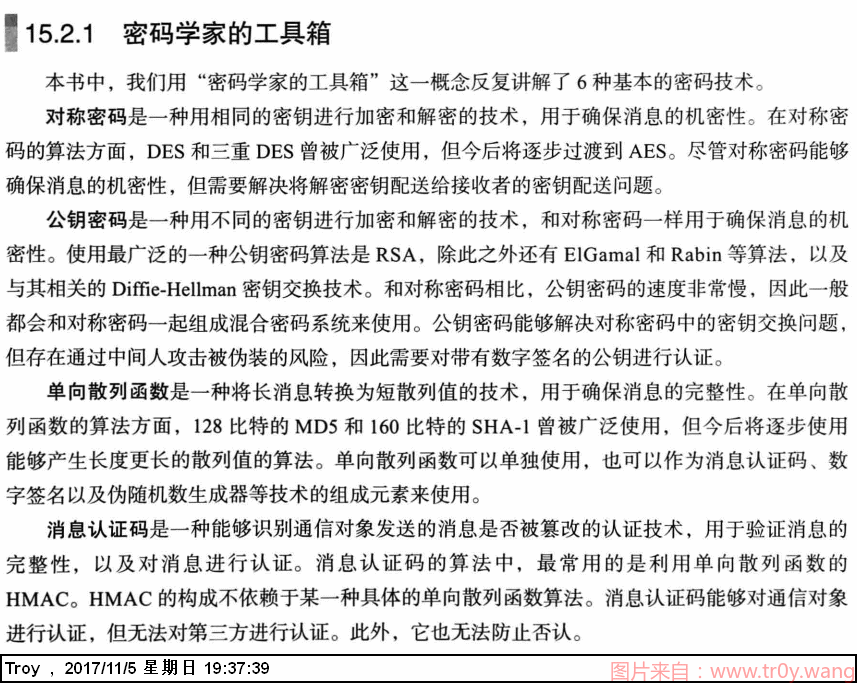 15.2.1 密码学家的工具箱
本书中，我们用“密码学家的工具箱”这一概念反复讲解了 6 种基本的密码技术。
对称密码是一种用相同的密钥进行加密和解密的技术，用于确保消息的机密性。在对称密
码的算法方面，DES 和三重 DES 曾被广泛使用，但今后将逐步过渡到 AES。尽管对称密码能够
确保消息的机密性，但需要解决将解密密钥配送给接收者的密钥配送问题。
公钥密码是一种用不同的密钥进行加密和解密的技术，和对称密码一样用于确保消息的机
密性。使用最广泛的一种公钥密码算法是 RSA，除此之外还有 ElGamal 和 Rabin 等算法，以及
与其相关的 Diffie-Hellman 密钥交换技术。和对称密码相比，公钥密码的速度非常慢，因此一般
都会和对称密码一起组成混合密码系统来使用。公钥密码能够解决对称密码中的密钥交换问题，
但存在通过中间人攻击被伪装的风险，因此需要对带有数字签名的公钥进行认证。
单向散列函数是一种将长消息转换为短散列值的技术，用于确保消息的完整性。在单向散
列函数的算法方面，128 比特的 MD5 和 160 比特的 SHA-1 曾被广泛使用，但今后将逐步使用
能够产生长度更长的散列值的算法。单向散列函数可以单独使用，也可以作为消息认证码、数
字签名以及伪随机数生成器等技术的组成元素来使用。
消息认证码是一种能够识别通信对象发送的消息是否被篡改的认证技术，用于验证消息的
完整性，以及对消息进行认证。消息认证码的算法中，最常用的是利用单向散列函数的
HMAC。HMAC 的构成不依赖于某一种具体的单向散列函数算法。消息认证码能够对通信对象
进行认证，但无法对第三方进行认证。此外，它也无法防止否认。
Troy , 2017/11/5 星期日 19:37:39
图片来自：www.tr0y.wang